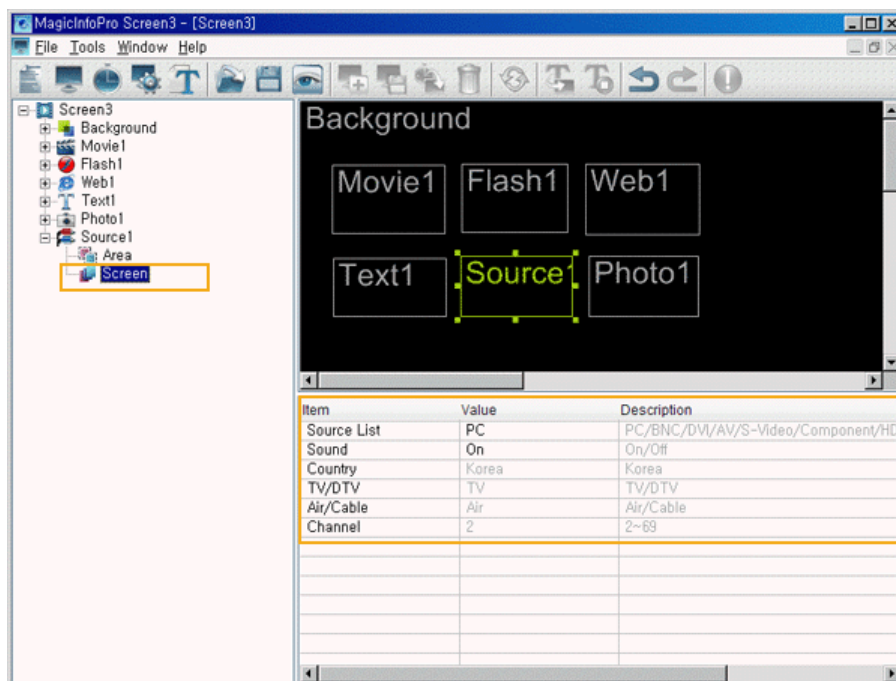 MagicInfoPro Screen3 - [Screen3]
File Tools Window Help
Screen3
Background
Movie1
Flash1
Web1
Text1
Photo1
Source1
Area
Screen
Background
Movie1 Flash1 Web1
Text1 Source1 Photo1
Item Value Description
Source List PC PC/BNC/DVI/AV/S-Video/Component/HD
Sound On On/Off
Country Korea Korea
TV/DTV TV TV/DTV
Air/Cable Air Air/Cable
Channel 2 2~69